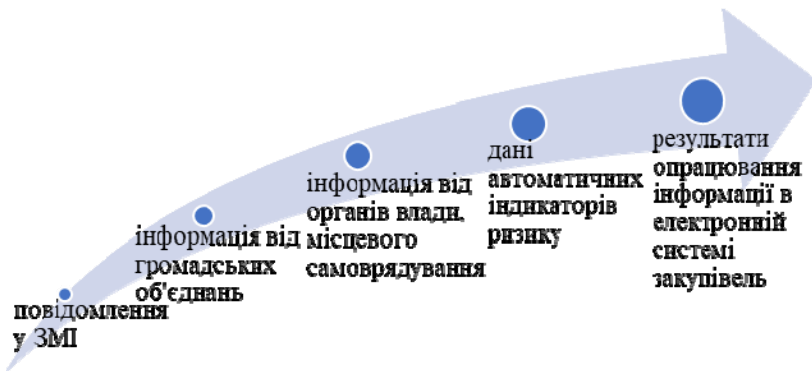 повідомлення
у ЗМІ
інформація від
громадських
об'єднань
інформація від
органів влади,
місцевого
самоврядування
дані
автоматичних
індикаторів
ризику
результати
опрацювання
інформації в
електронній
системі
закупівель